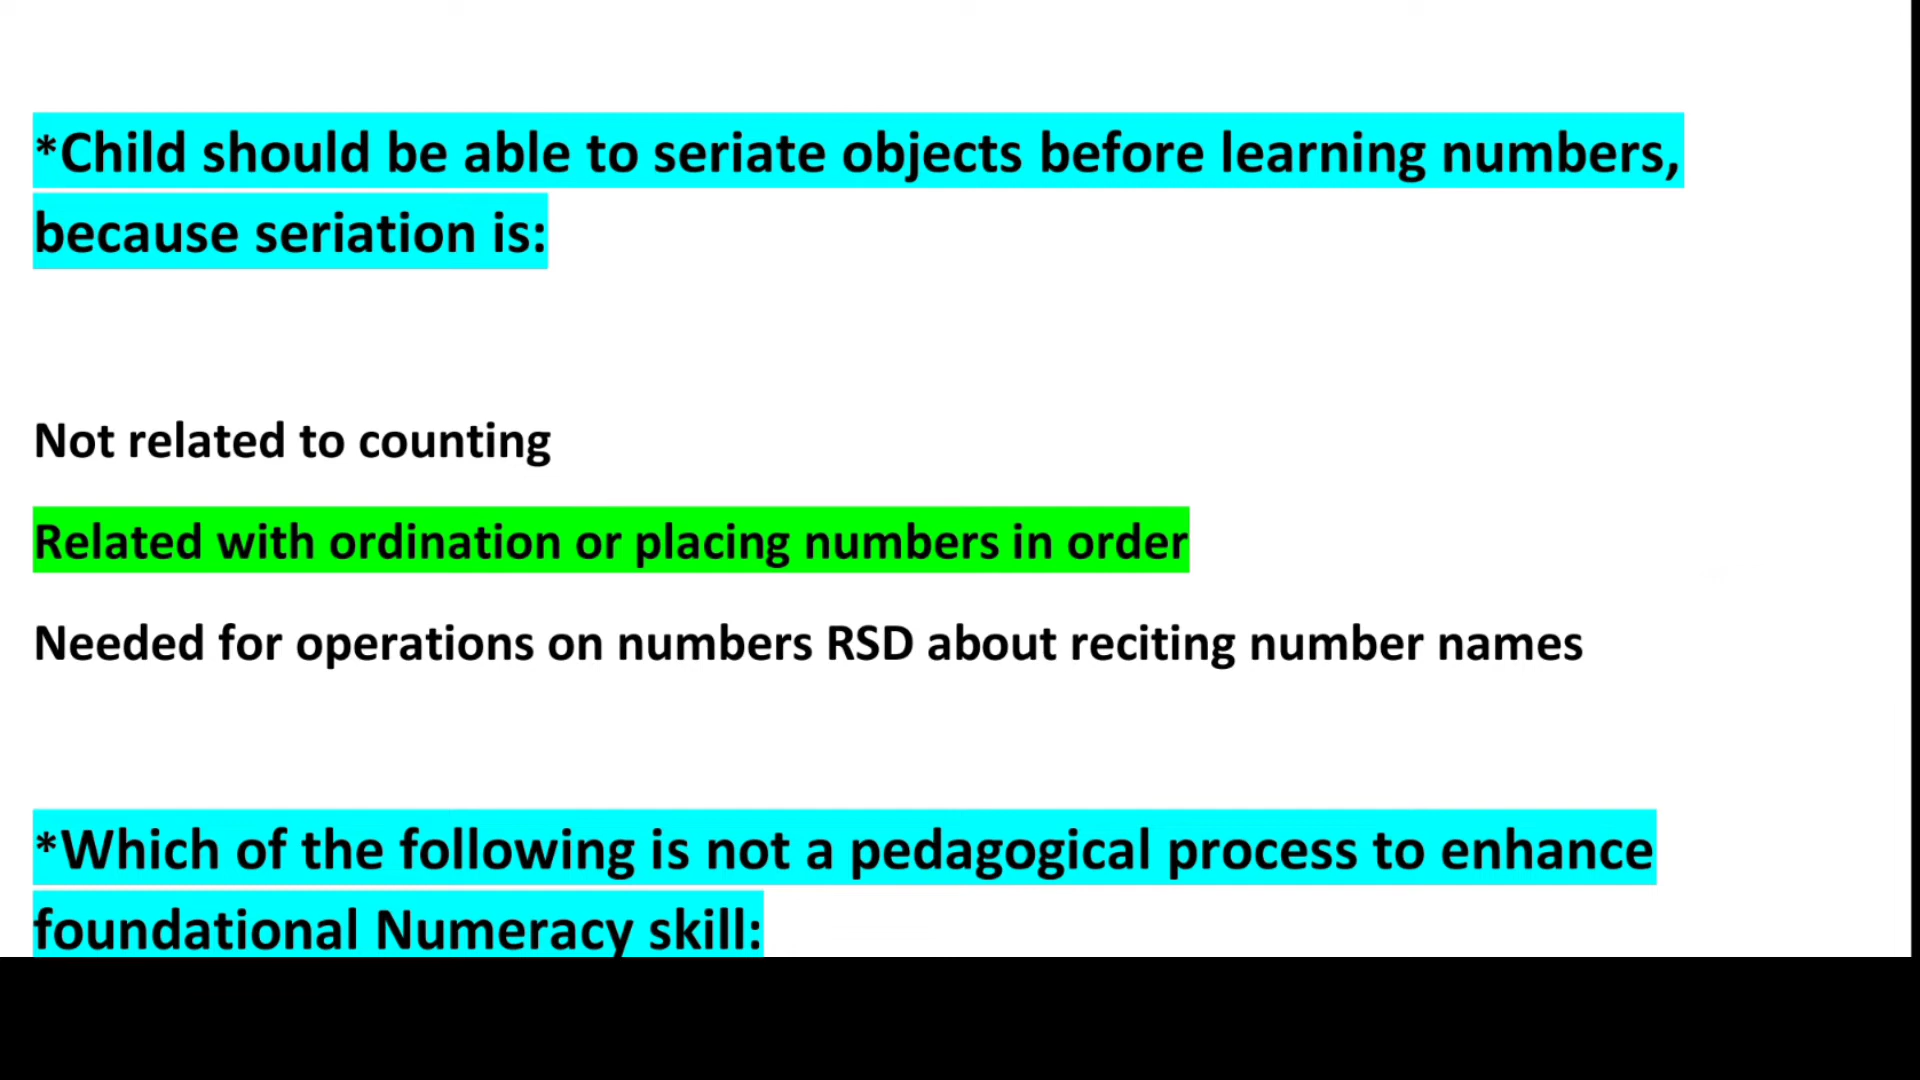 *Child should be able to seriate objects before learning numbers,
because seriation is:
Not related to counting
Related with ordination or placing numbers in order
Needed for operations on numbers RSD about reciting number names
*Which of the following is not a pedagogical process to enhance
foundational Numeracy skill: